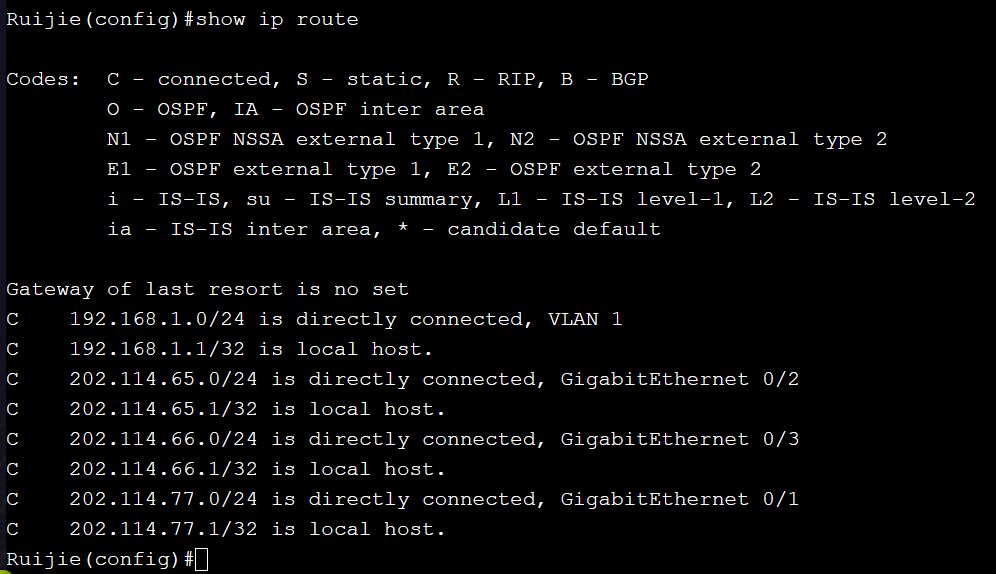 Ruijie(config)#show ip route
Codes:  C - connected, S - static, R - RIP, B - BGP
        O - OSPF, IA - OSPF inter area
        N1 - OSPF NSSA external type 1, N2 - OSPF NSSA external type 2
        E1 - OSPF external type 1, E2 - OSPF external type 2
        i - IS-IS, su - IS-IS summary, L1 - IS-IS level-1, L2 - IS-IS level-2
        ia - IS-IS inter area, * - candidate default
Gateway of last resort is no set
C    192.168.1.0/24 is directly connected, VLAN 1
C    192.168.1.1/32 is local host.
C    202.114.65.0/24 is directly connected, GigabitEthernet 0/2
C    202.114.65.1/32 is local host.
C    202.114.66.0/24 is directly connected, GigabitEthernet 0/3
C    202.114.66.1/32 is local host.
C    202.114.77.0/24 is directly connected, GigabitEthernet 0/1
C    202.114.77.1/32 is local host.
Ruijie(config)#